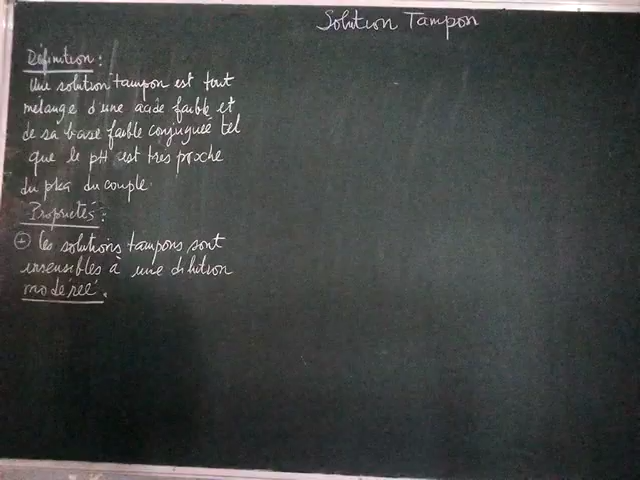 Solution Tampon
Définition :
Une solution tampon est tout
mélange d'une acide faible et
de sa base faible conjuguée tel
que le pH est très proche
du pka du couple.
Propriétés :
+ Les solutions tampons sont
insensibles à une dilution
modérée.